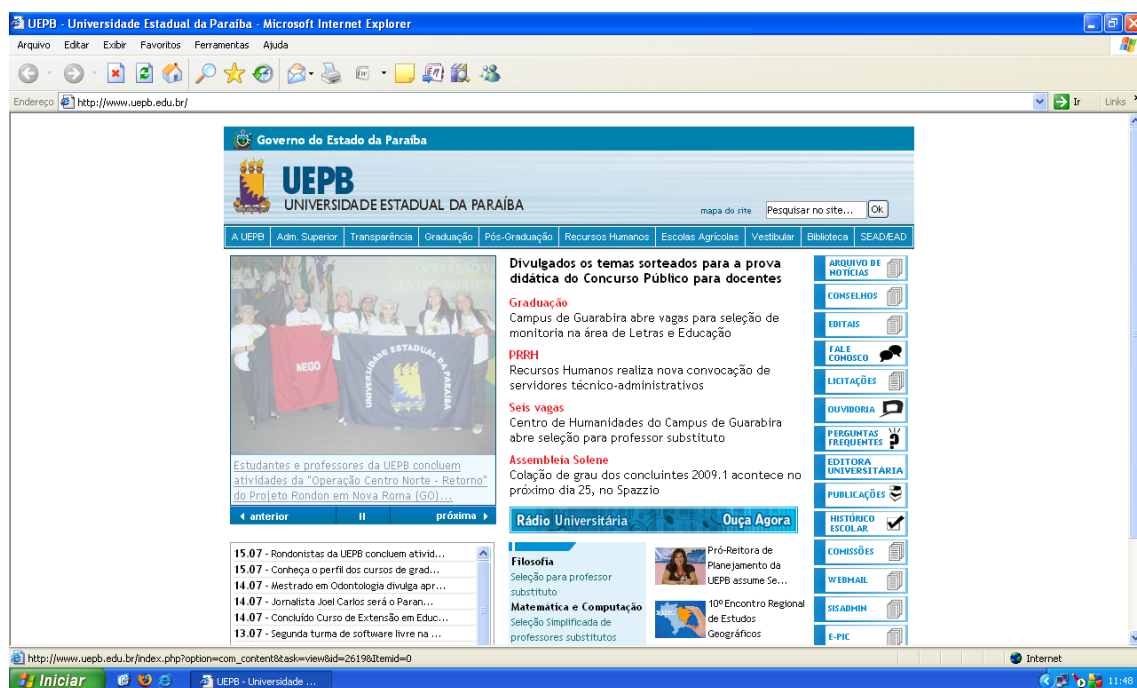 UEPB - Universidade Estadual da Paraíba - Microsoft Internet Explorer
Arquivo Editar Exibir Favoritos Ferramentas Ajuda
Endereço http://www.uepb.edu.br/ Ir Links
Governo do Estado da Paraíba
UEPB
UNIVERSIDADE ESTADUAL DA PARAÍBA
mapa do site Pesquisar no site... Ok
A UEPB Adm. Superior Transparência Graduação Pós-Graduação Recursos Humanos Escolas Agrícolas Vestibular Biblioteca SEAD/EAD
NEGO
UNIVERSIDADE ESTADUAL DA PARAÍBA
Estudantes e professores da UEPB concluem
atividades da "Operação Centro Norte - Retorno"
do Projeto Rondon em Nova Roma (GO)...
anterior próxima
15.07 - Rondonistas da UEPB concluem ativid...
15.07 - Conheça o perfil dos cursos de grad...
14.07 - Mestrado em Odontologia divulga apr...
14.07 - Jornalista Joel Carlos será o Paran...
14.07 - Concluído Curso de Extensão em Educ...
13.07 - Segunda turma de software livre na ...
Divulgados os temas sorteados para a prova
didática do Concurso Público para docentes
Graduação
Campus de Guarabira abre vagas para seleção de
monitoria na área de Letras e Educação
PRRH
Recursos Humanos realiza nova convocação de
servidores técnico-administrativos
Seis vagas
Centro de Humanidades do Campus de Guarabira
abre seleção para professor substituto
Assembleia Solene
Colação de grau dos concluintes 2009.1 acontece no
próximo dia 25, no Spazzio
Rádio Universitária Ouça Agora
Filosofia
Seleção para professor
substituto
Matemática e Computação
Seleção Simplificada de
professores substitutos
Pró-Reitora de
Planejamento da
UEPB assume Se...
10º Encontro Regional
de Estudos
Geográficos
ARQUIVO DE
NOTÍCIAS
CONSELHOS
EDITAIS
FALE
CONOSCO
LICITAÇÕES
OUVIDORIA
PERGUNTAS
FREQUENTES
EDITORA
UNIVERSITARIA
PUBLICAÇÕES
HISTÓRICO
ESCOLAR
COMISSÕES
WEBMAIL
SISADMIN
E-PIC
http://www.uepb.edu.br/index.php?option=com_content&task=view&id=2619&Itemid=0 Internet
Iniciar UEPB - Universidade ... 11:48